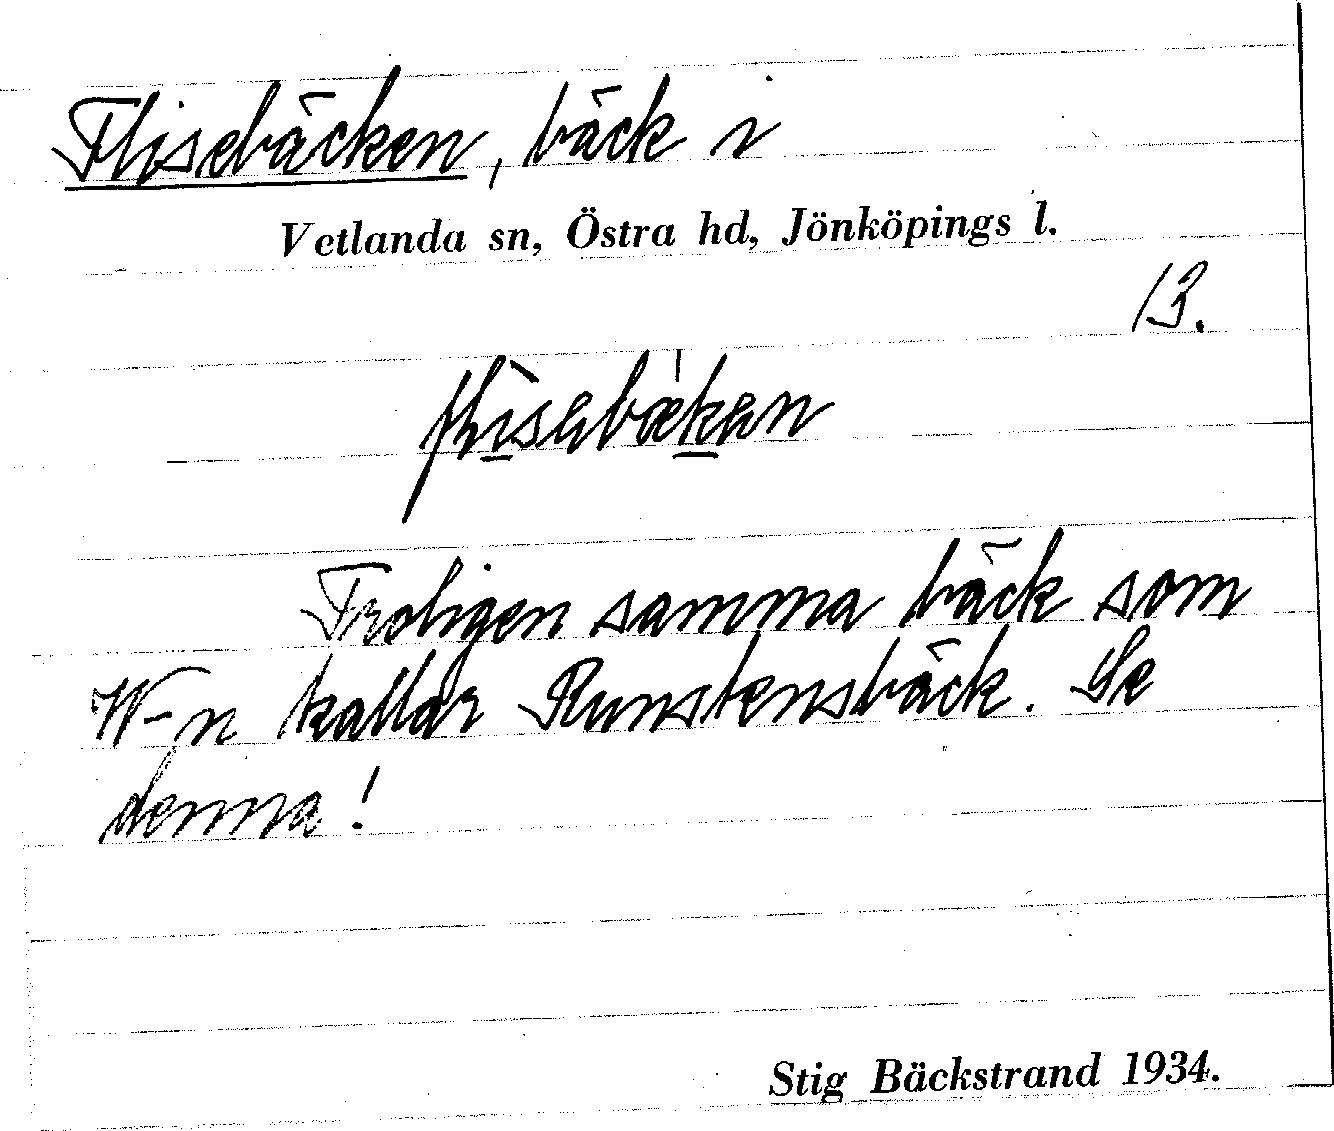 Flisebäcken, bäck i
Vetlanda sn, Östra hd, Jönköpings l.
13.
Troligen samma bäck som
W-n kallar Runstensbäck. Se
denna!
Stig Bäckstrand 1934.